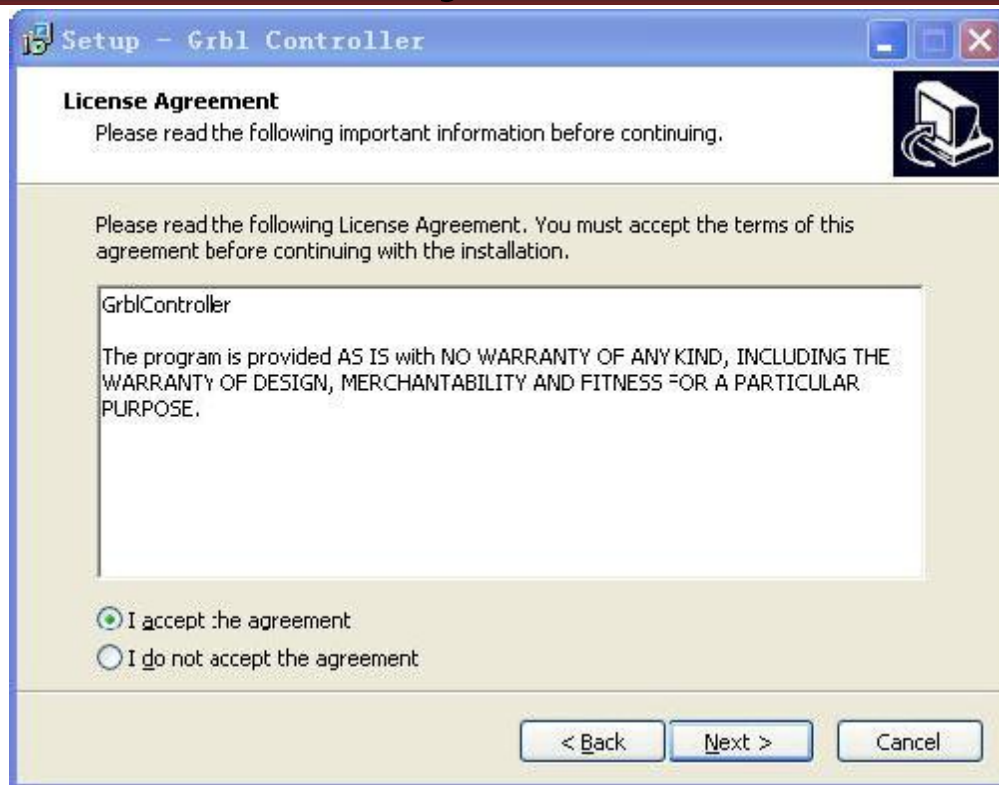 Setup - Grbl Controller
License Agreement
Please read the following important information before continuing.
Please read the following License Agreement. You must accept the terms of this
agreement before continuing with the installation.
GrblController
The program is provided AS IS with NO WARRANTY OF ANY KIND, INCLUDING THE
WARRANTY OF DESIGN, MERCHANTABILITY AND FITNESS FOR A PARTICULAR
PURPOSE.
I accept the agreement
I do not accept the agreement
< Back
Next >
Cancel